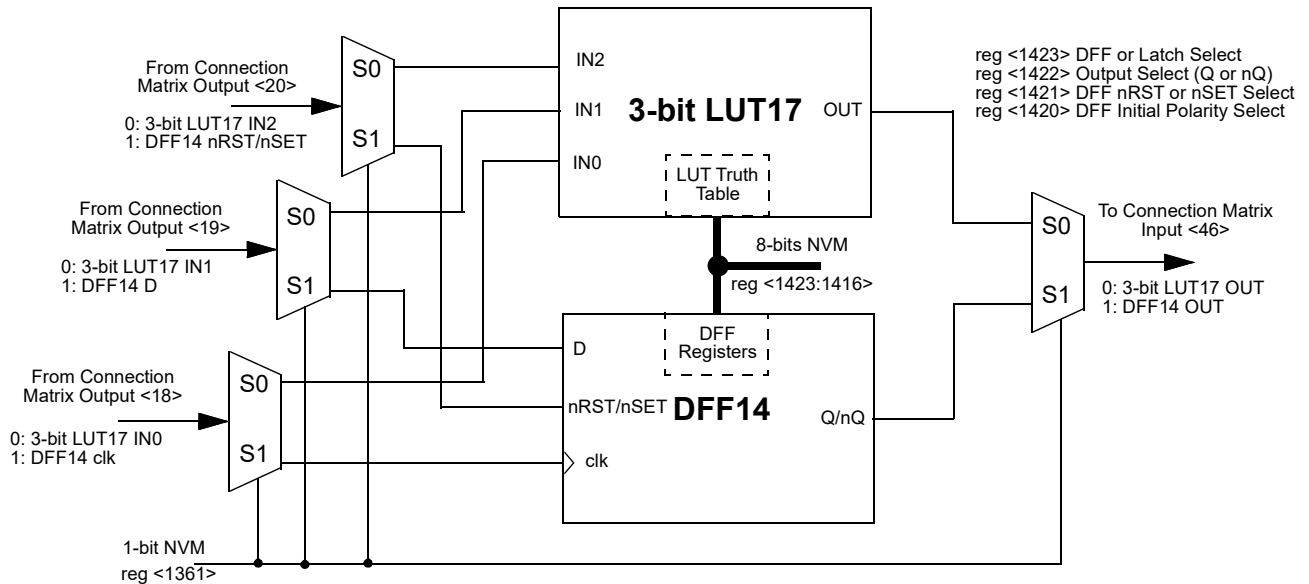 From Connection
Matrix Output <20>
0: 3-bit LUT17 IN2
1: DFF14 nRST/nSET
S0
S1
From Connection
Matrix Output <19>
0: 3-bit LUT17 IN1
1: DFF14 D
S0
S1
From Connection
Matrix Output <18>
0: 3-bit LUT17 IN0
1: DFF14 clk
S0
S1
1-bit NVM
reg <1361>
IN2
IN1
IN0
3-bit LUT17
OUT
LUT Truth
Table
8-bits NVM
reg <1423:1416>
DFF
Registers
D
nRST/nSET
clk
DFF14
Q/nQ
reg <1423> DFF or Latch Select
reg <1422> Output Select (Q or nQ)
reg <1421> DFF nRST or nSET Select
reg <1420> DFF Initial Polarity Select
S0
S1
To Connection Matrix
Input <46>
0: 3-bit LUT17 OUT
1: DFF14 OUT